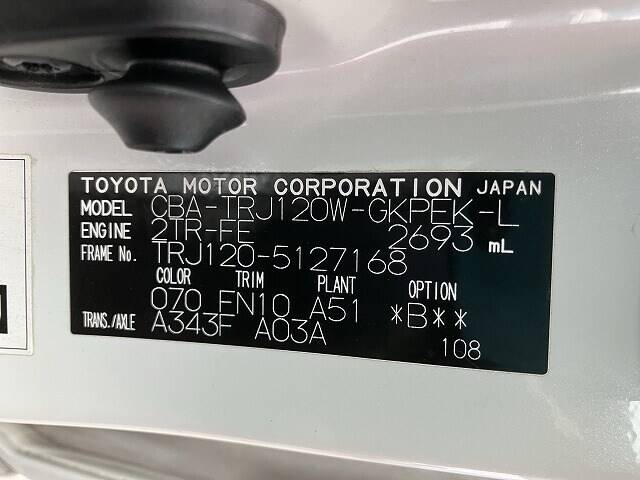 TOYOTA MOTOR CORPORATION JAPAN
MODEL CBA-TRJ120W-GKPEK-L
ENGINE 2TR-FE 2693 mL
FRAME No. TRJ120-5127168
COLOR TRIM PLANT OPTION
070 FN10 A51 *B**
TRANS./AXLE A343F A03A
108